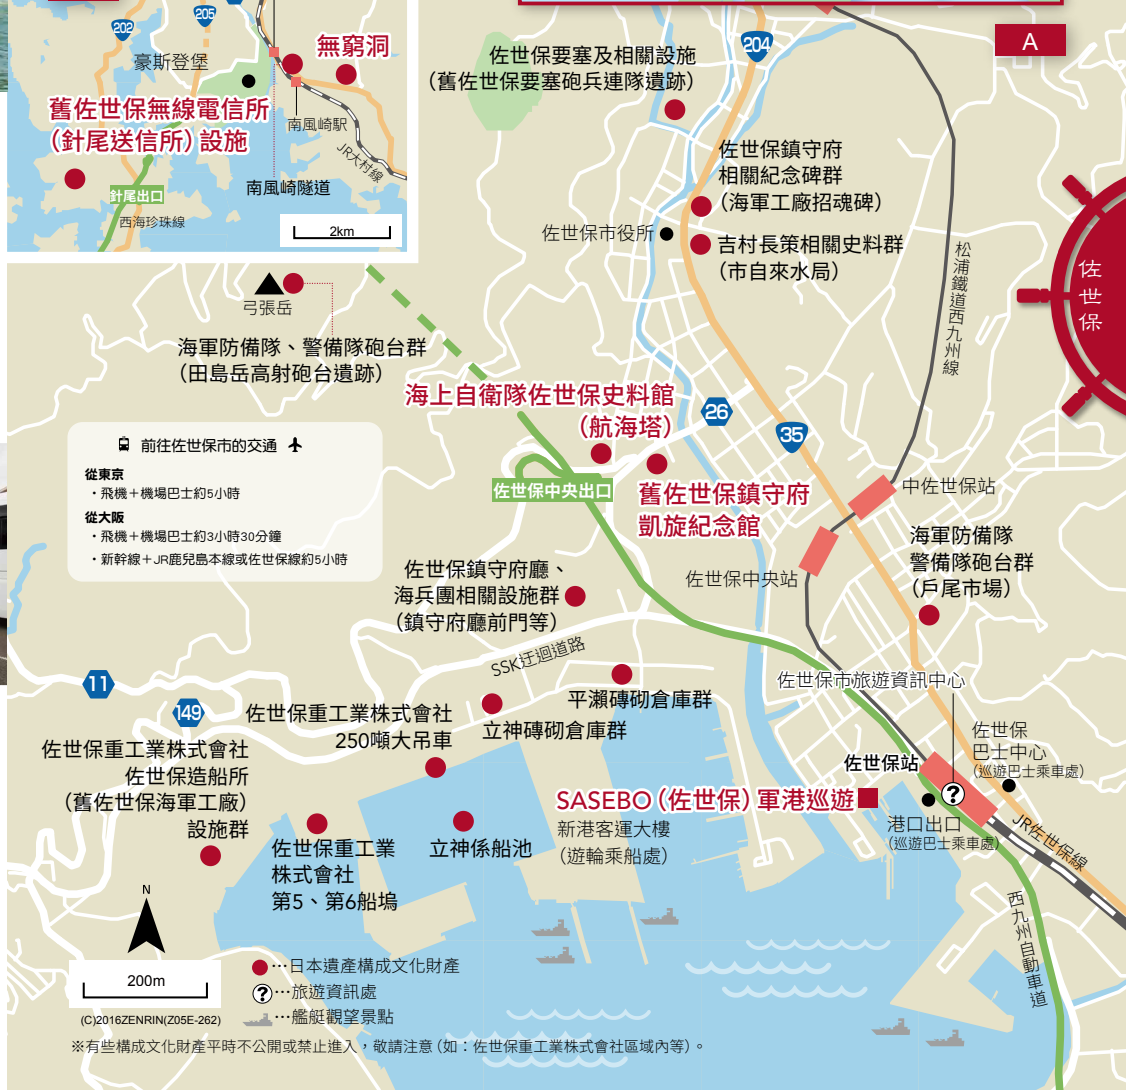 A
202
205
豪斯登堡
無窮洞
舊佐世保無線電信所
（針尾送信所）設施
南風崎駅
JR大村線
南風崎隧道
針尾出口
西海珍珠線
2km
204
佐世保要塞及相關設施
（舊佐世保要塞砲兵連隊遺跡）
佐世保鎮守府
相關紀念碑群
（海軍工廠招魂碑）
佐世保市役所
吉村長策相關史料群
（市自來水局）
松浦鐵道西九州線
佐世保
弓張岳
海軍防備隊、警備隊砲台群
（田島岳高射砲台遺跡）
海上自衛隊佐世保史料館
（航海塔）
26
35
前往佐世保市的交通
從東京
・飛機＋機場巴士約5小時
從大阪
・飛機＋機場巴士約3小時30分鐘
・新幹線＋JR鹿兒島本線或佐世保線約5小時
佐世保中央出口
舊佐世保鎮守府
凱旋紀念館
中佐世保站
佐世保中央站
海軍防備隊
警備隊砲台群
（戶尾市場）
佐世保鎮守府廳、
海兵團相關設施群
（鎮守府廳前門等）
SSK迂迴道路
11
149
平瀨磚砌倉庫群
立神磚砌倉庫群
佐世保重工業株式會社
250噸大吊車
佐世保重工業株式會社
佐世保造船所
（舊佐世保海軍工廠）
設施群
佐世保市旅遊資訊中心
佐世保
巴士中心
（巡遊巴士乘車處）
佐世保站
?
港口出口
（巡遊巴士乘車處）
JR佐世保線
SASEBO（佐世保）軍港巡遊
新港客運大樓
（遊輪乘船處）
佐世保重工業
株式會社
第5、第6船塢
立神係船池
西九州自動車道
N
200m
(C)2016ZENRIN(Z05E-262)
…日本遺產構成文化財產
?…旅遊資訊處
…艦艇觀望景點
※有些構成文化財產平時不公開或禁止進入，敬請注意（如：佐世保重工業株式會社區域內等）。